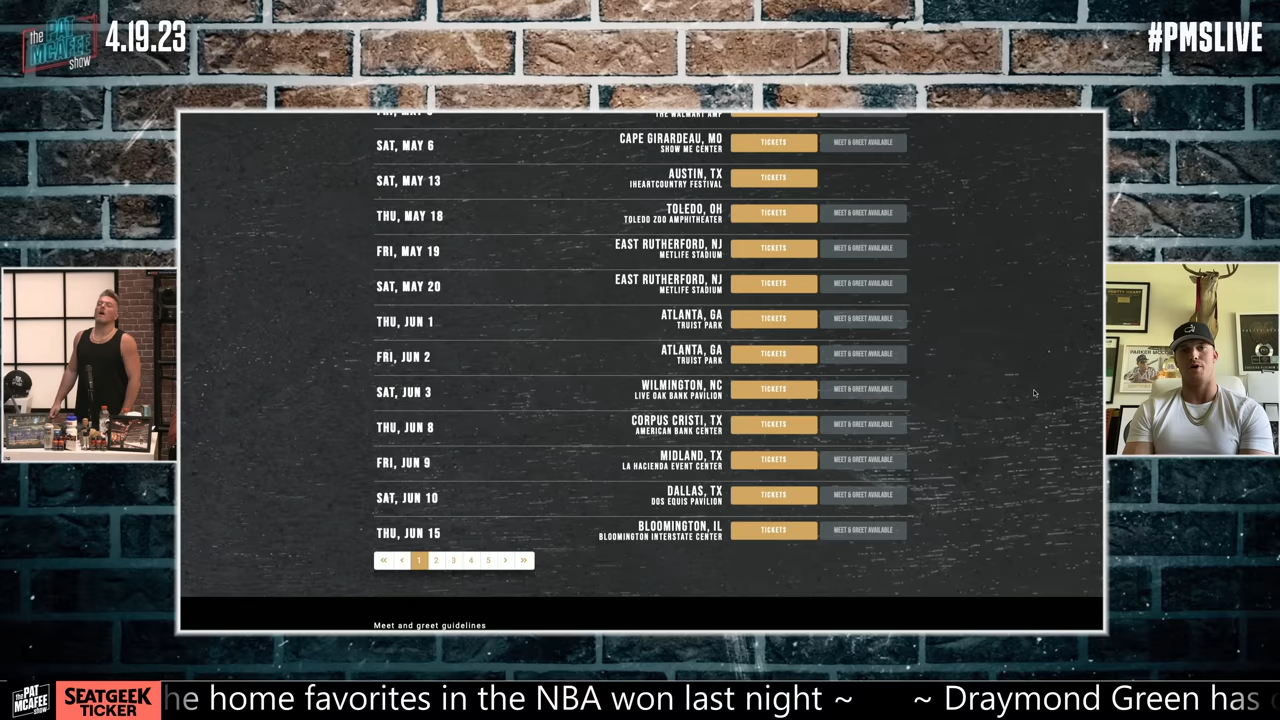 the PAT MCAFEE show
4.19.23
#PMSLIVE
THE WALMART AMP
SAT, MAY 6
CAPE GIRARDEAU, MO
SHOW ME CENTER
TICKETS
MEET & GREET AVAILABLE
SAT, MAY 13
AUSTIN, TX
IHEARTCOUNTRY FESTIVAL
TICKETS
THU, MAY 18
TOLEDO, OH
TOLEDO ZOO AMPHITHEATER
TICKETS
MEET & GREET AVAILABLE
FRI, MAY 19
EAST RUTHERFORD, NJ
METLIFE STADIUM
TICKETS
MEET & GREET AVAILABLE
SAT, MAY 20
EAST RUTHERFORD, NJ
METLIFE STADIUM
TICKETS
MEET & GREET AVAILABLE
THU, JUN 1
ATLANTA, GA
TRUIST PARK
TICKETS
MEET & GREET AVAILABLE
FRI, JUN 2
ATLANTA, GA
TRUIST PARK
TICKETS
MEET & GREET AVAILABLE
SAT, JUN 3
WILMINGTON, NC
LIVE OAK BANK PAVILION
TICKETS
MEET & GREET AVAILABLE
THU, JUN 8
CORPUS CRISTI, TX
AMERICAN BANK CENTER
TICKETS
MEET & GREET AVAILABLE
FRI, JUN 9
MIDLAND, TX
LA HACIENDA EVENT CENTER
TICKETS
MEET & GREET AVAILABLE
SAT, JUN 10
DALLAS, TX
DOS EQUIS PAVILION
TICKETS
MEET & GREET AVAILABLE
THU, JUN 15
BLOOMINGTON, IL
BLOOMINGTON INTERSTATE CENTER
TICKETS
MEET & GREET AVAILABLE
« ‹ 1 2 3 4 5 › »
Meet and greet guidelines
the PAT MCAFEE show
SEATGEEK
TICKER
he home favorites in the NBA won last night ~ ~ Draymond Green has